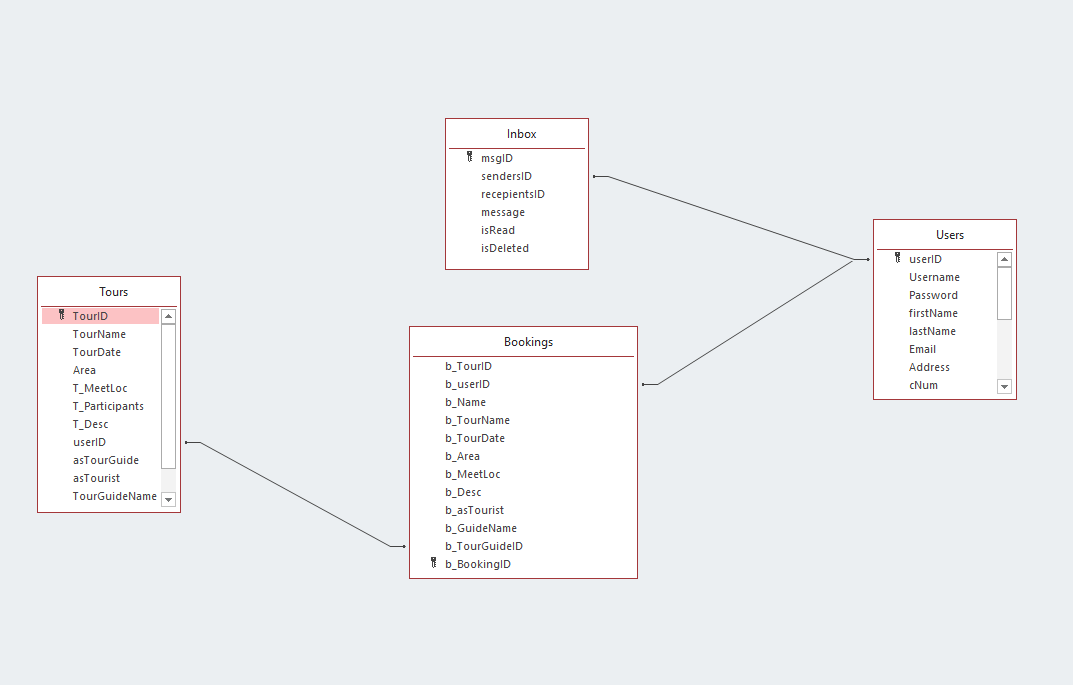 Inbox
msgID
sendersID
recepientsID
message
isRead
isDeleted
Users
userID
Username
Password
firstName
lastName
Email
Address
cNum
Tours
TourID
TourName
TourDate
Area
T_MeetLoc
T_Participants
T_Desc
userID
asTourGuide
asTourist
TourGuideName
Bookings
b_TourID
b_userID
b_Name
b_TourName
b_TourDate
b_Area
b_MeetLoc
b_Desc
b_asTourist
b_GuideName
b_TourGuideID
b_BookingID